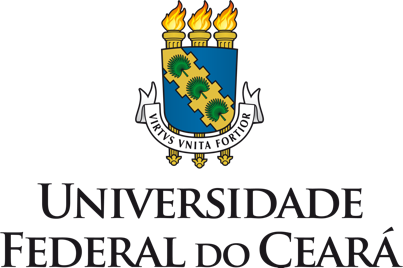 VIRTVS VNITA FORTIOR
UNIVERSIDADE
FEDERAL DO CEARÁ